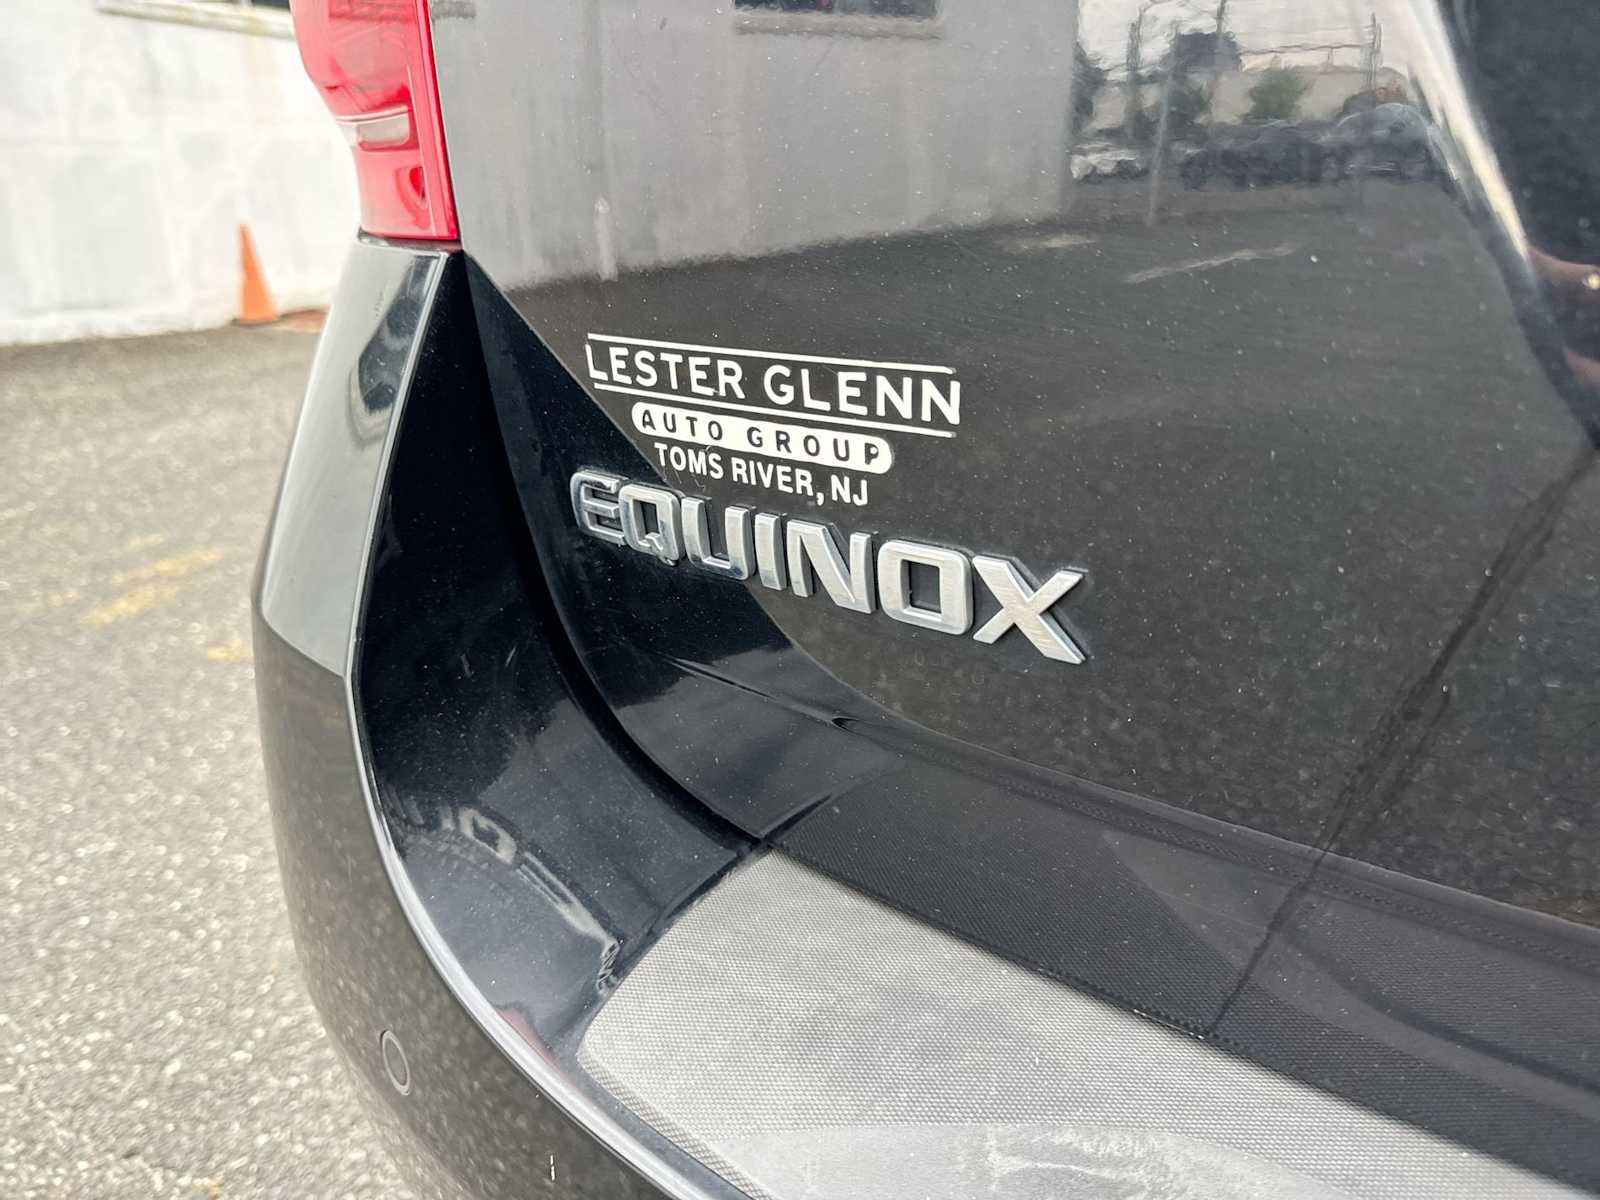 LESTER GLENN
AUTO GROUP
TOMS RIVER, NJ
EQUINOX